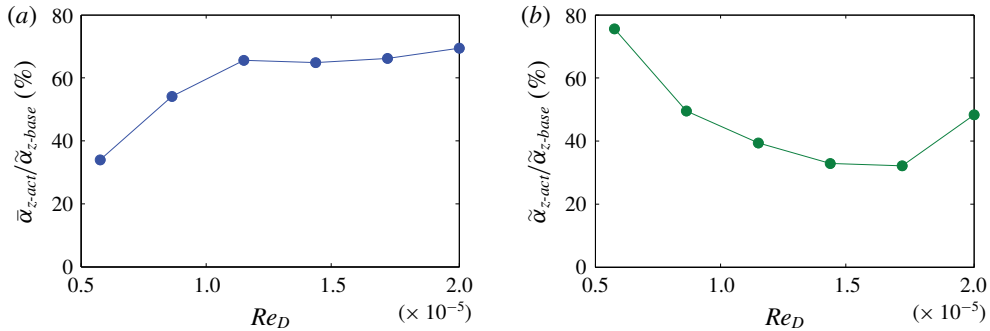 (a)
80
60
40
20
0
0.5 1.0 1.5 2.0
Re_D (× 10⁻⁵)
ᾱ_z-act/α̃_z-base (%)
(b)
80
60
40
20
0
0.5 1.0 1.5 2.0
Re_D (× 10⁻⁵)
α̃_z-act/α̃_z-base (%)